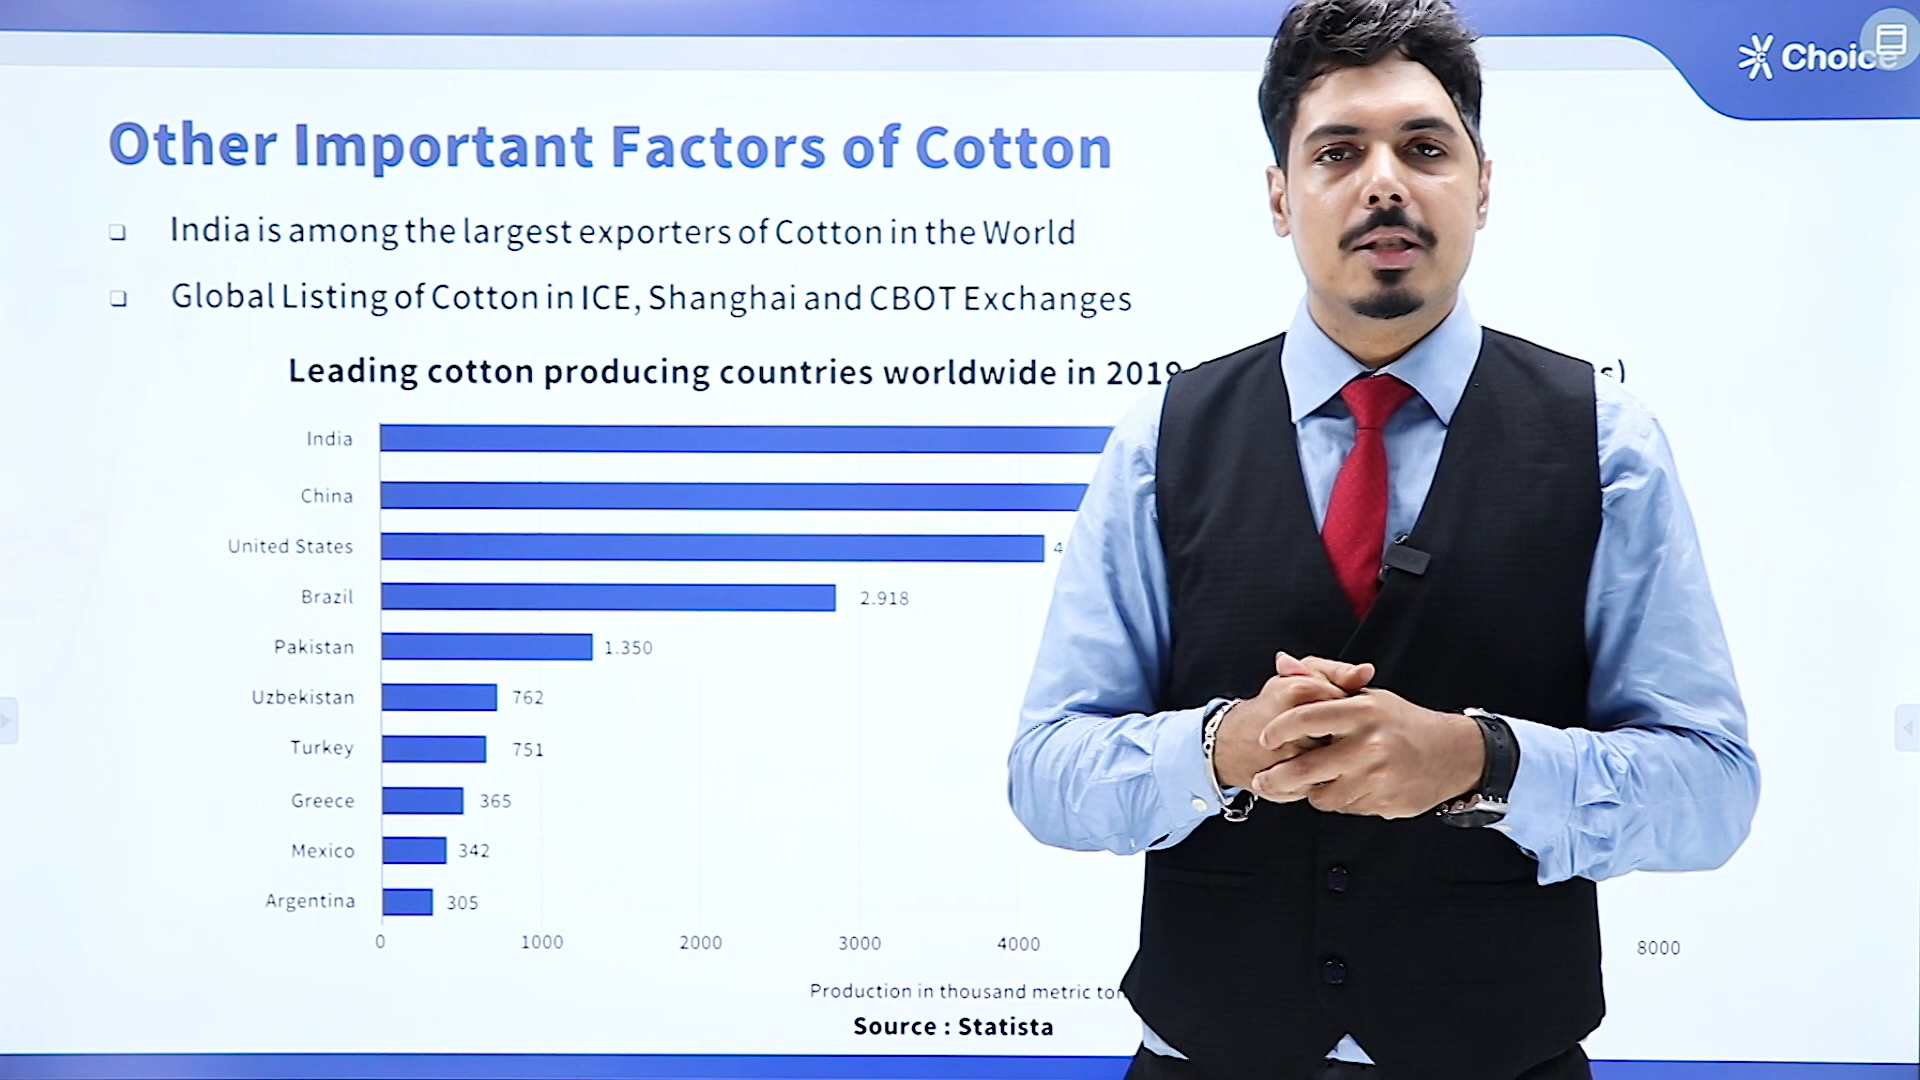 Choice
Other Important Factors of Cotton
❑ India is among the largest exporters of Cotton in the World
❑ Global Listing of Cotton in ICE, Shanghai and CBOT Exchanges
Leading cotton producing countries worldwide in 2019
India
China
United States 4
Brazil 2.918
Pakistan 1.350
Uzbekistan 762
Turkey 751
Greece 365
Mexico 342
Argentina 305
0 1000 2000 3000 4000 8000
Production in thousand metric
Source : Statista